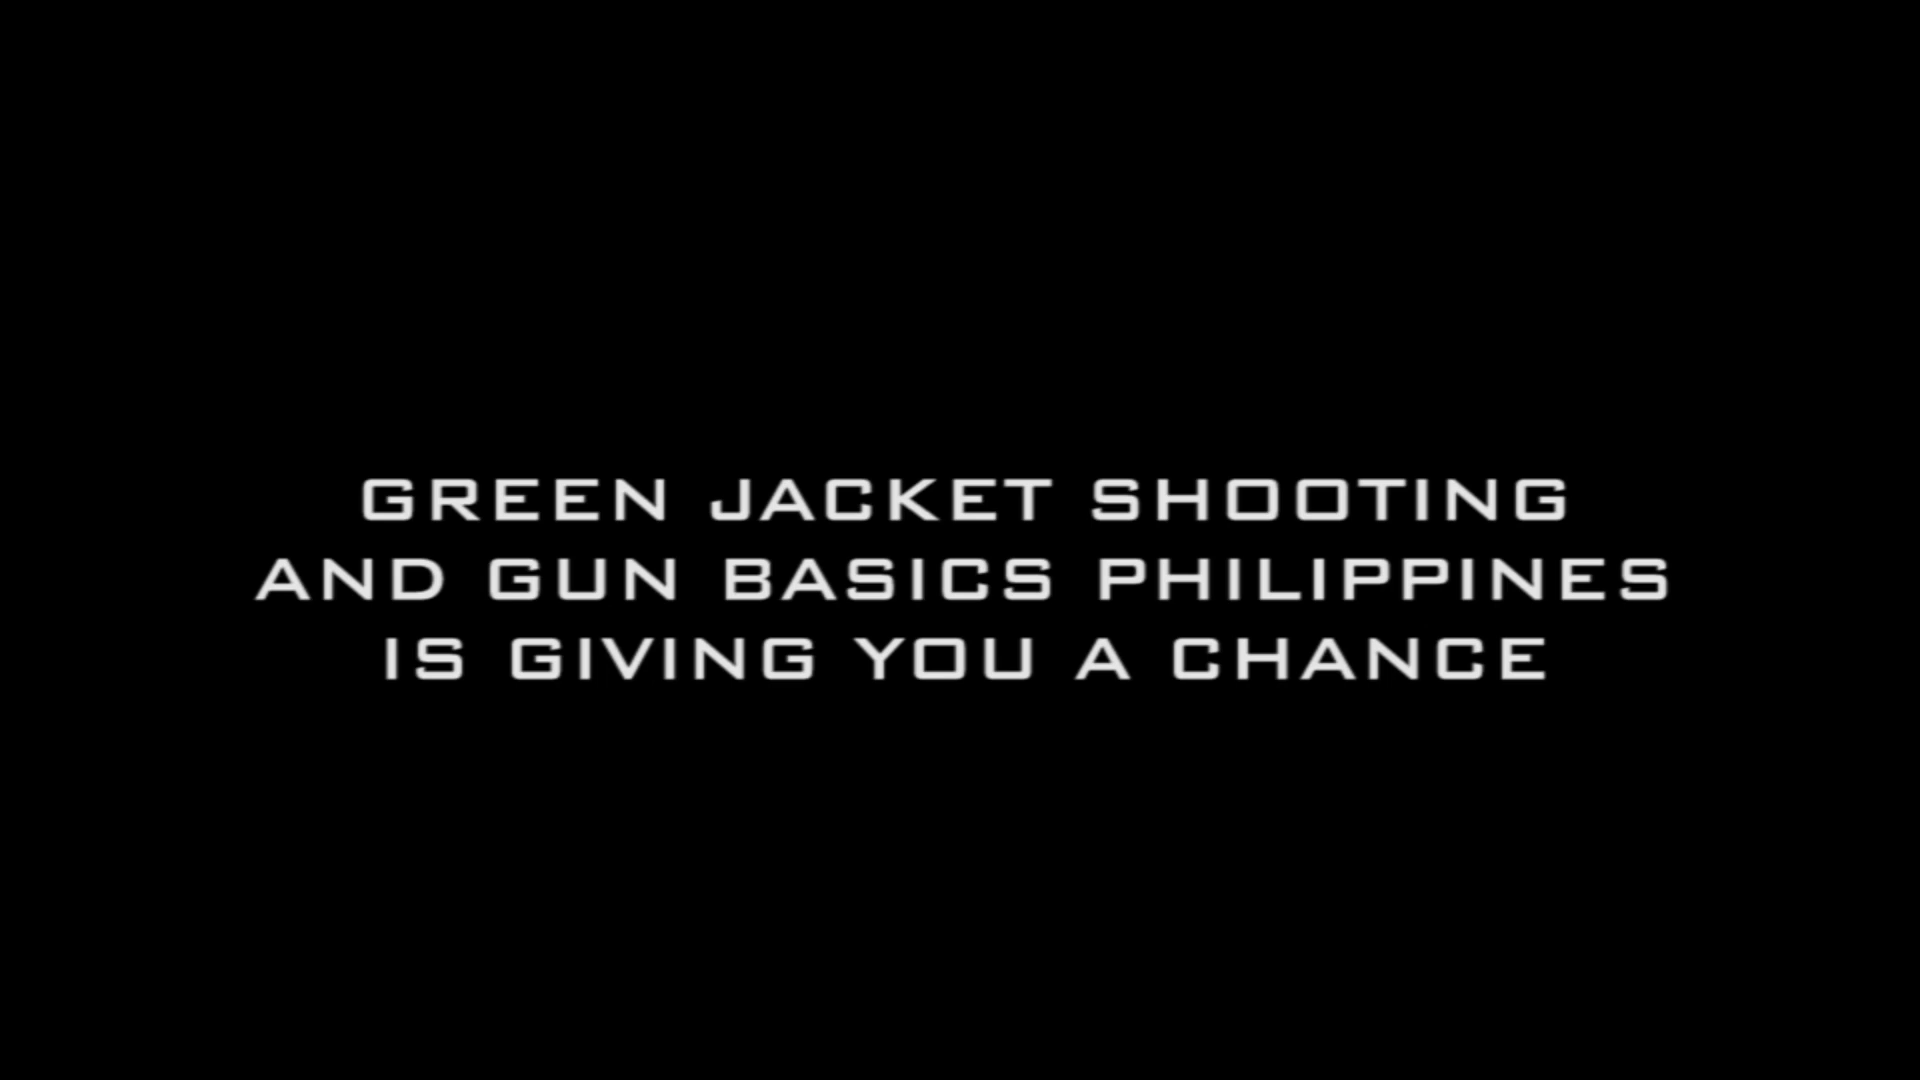 GREEN JACKET SHOOTING
AND GUN BASICS PHILIPPINES
IS GIVING YOU A CHANCE